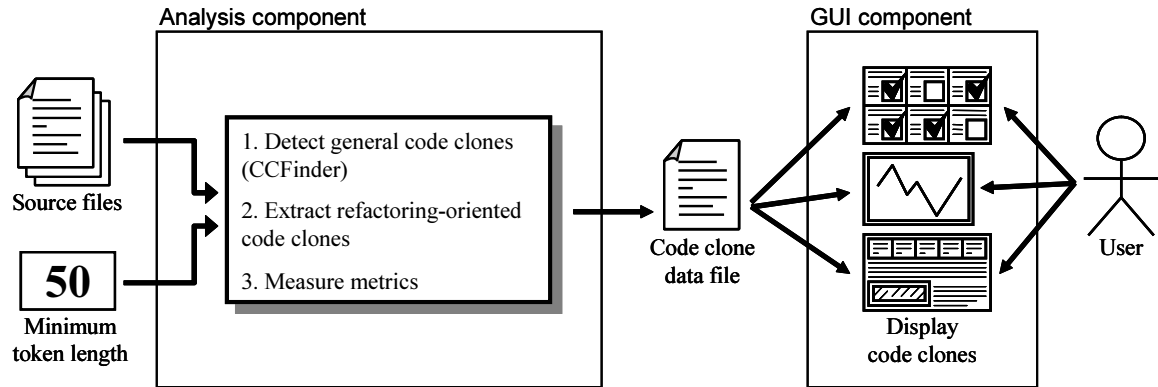 Analysis component
GUI component
Source files
50
Minimum
token length
1. Detect general code clones
(CCFinder)
2. Extract refactoring-oriented
code clones
3. Measure metrics
Code clone
data file
Display
code clones
User